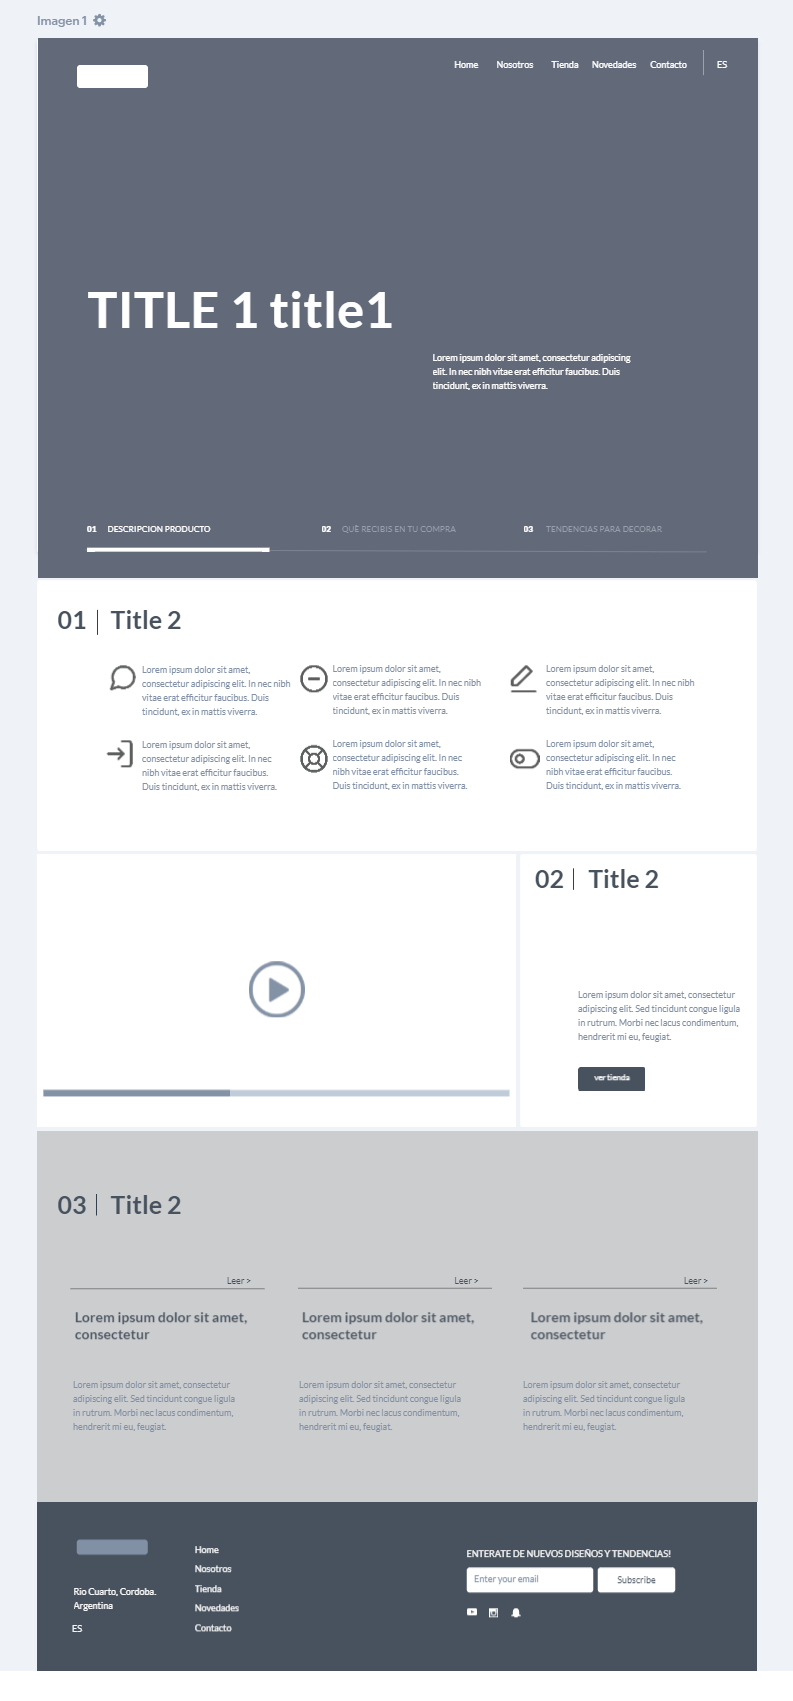 Imagen 1
Home Nosotros Tienda Novedades Contacto ES
TITLE 1 title1
Lorem ipsum dolor sit amet, consectetur adipiscing
elit. In nec nibh vitae erat efficitur faucibus. Duis
tincidunt, ex in mattis viverra.
01 DESCRIPCION PRODUCTO
02 QUÈ RECIBIS EN TU COMPRA
03 TENDENCIAS PARA DECORAR
01 | Title 2
Lorem ipsum dolor sit amet,
consectetur adipiscing elit. In nec nibh
vitae erat efficitur faucibus. Duis
tincidunt, ex in mattis viverra.
Lorem ipsum dolor sit amet,
consectetur adipiscing elit. In nec nibh
vitae erat efficitur faucibus. Duis
tincidunt, ex in mattis viverra.
Lorem ipsum dolor sit amet,
consectetur adipiscing elit. In nec nibh
vitae erat efficitur faucibus. Duis
tincidunt, ex in mattis viverra.
Lorem ipsum dolor sit amet,
consectetur adipiscing elit. In nec
nibh vitae erat efficitur faucibus.
Duis tincidunt, ex in mattis viverra.
Lorem ipsum dolor sit amet,
consectetur adipiscing elit. In nec
nibh vitae erat efficitur faucibus.
Duis tincidunt, ex in mattis viverra.
Lorem ipsum dolor sit amet,
consectetur adipiscing elit. In nec
nibh vitae erat efficitur faucibus.
Duis tincidunt, ex in mattis viverra.
02 | Title 2
Lorem ipsum dolor sit amet, consectetur
adipiscing elit. Sed tincidunt congue ligula
in rutrum. Morbi nec lacus condimentum,
hendrerit mi eu, feugiat.
ver tienda
03 | Title 2
Leer >
Lorem ipsum dolor sit amet,
consectetur
Lorem ipsum dolor sit amet, consectetur
adipiscing elit. Sed tincidunt congue ligula
in rutrum. Morbi nec lacus condimentum,
hendrerit mi eu, feugiat.
Leer >
Lorem ipsum dolor sit amet,
consectetur
Lorem ipsum dolor sit amet, consectetur
adipiscing elit. Sed tincidunt congue ligula
in rutrum. Morbi nec lacus condimentum,
hendrerit mi eu, feugiat.
Leer >
Lorem ipsum dolor sit amet,
consectetur
Lorem ipsum dolor sit amet, consectetur
adipiscing elit. Sed tincidunt congue ligula
in rutrum. Morbi nec lacus condimentum,
hendrerit mi eu, feugiat.
Rio Cuarto, Cordoba.
Argentina
ES
Home
Nosotros
Tienda
Novedades
Contacto
ENTERATE DE NUEVOS DISEÑOS Y TENDENCIAS!
Enter your email
Subscribe